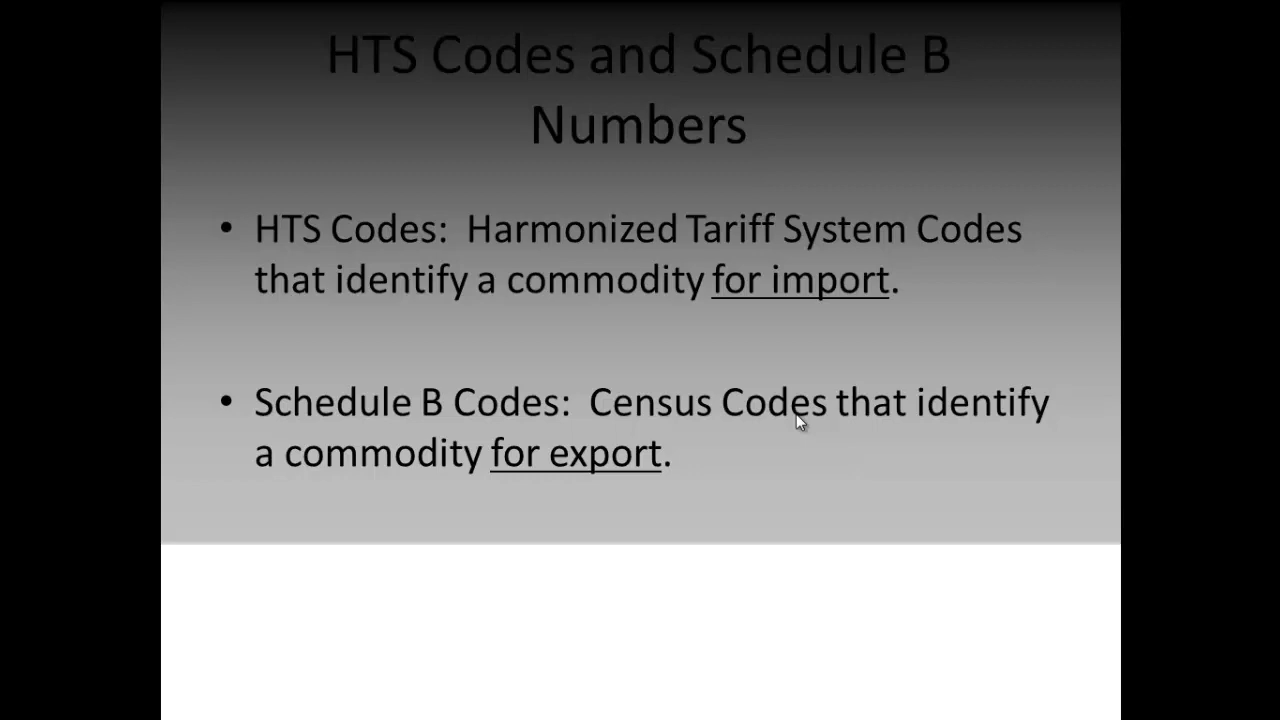 HTS Codes and Schedule B
Numbers
• HTS Codes:  Harmonized Tariff System Codes
that identify a commodity for import.
• Schedule B Codes:  Census Codes that identify
a commodity for export.